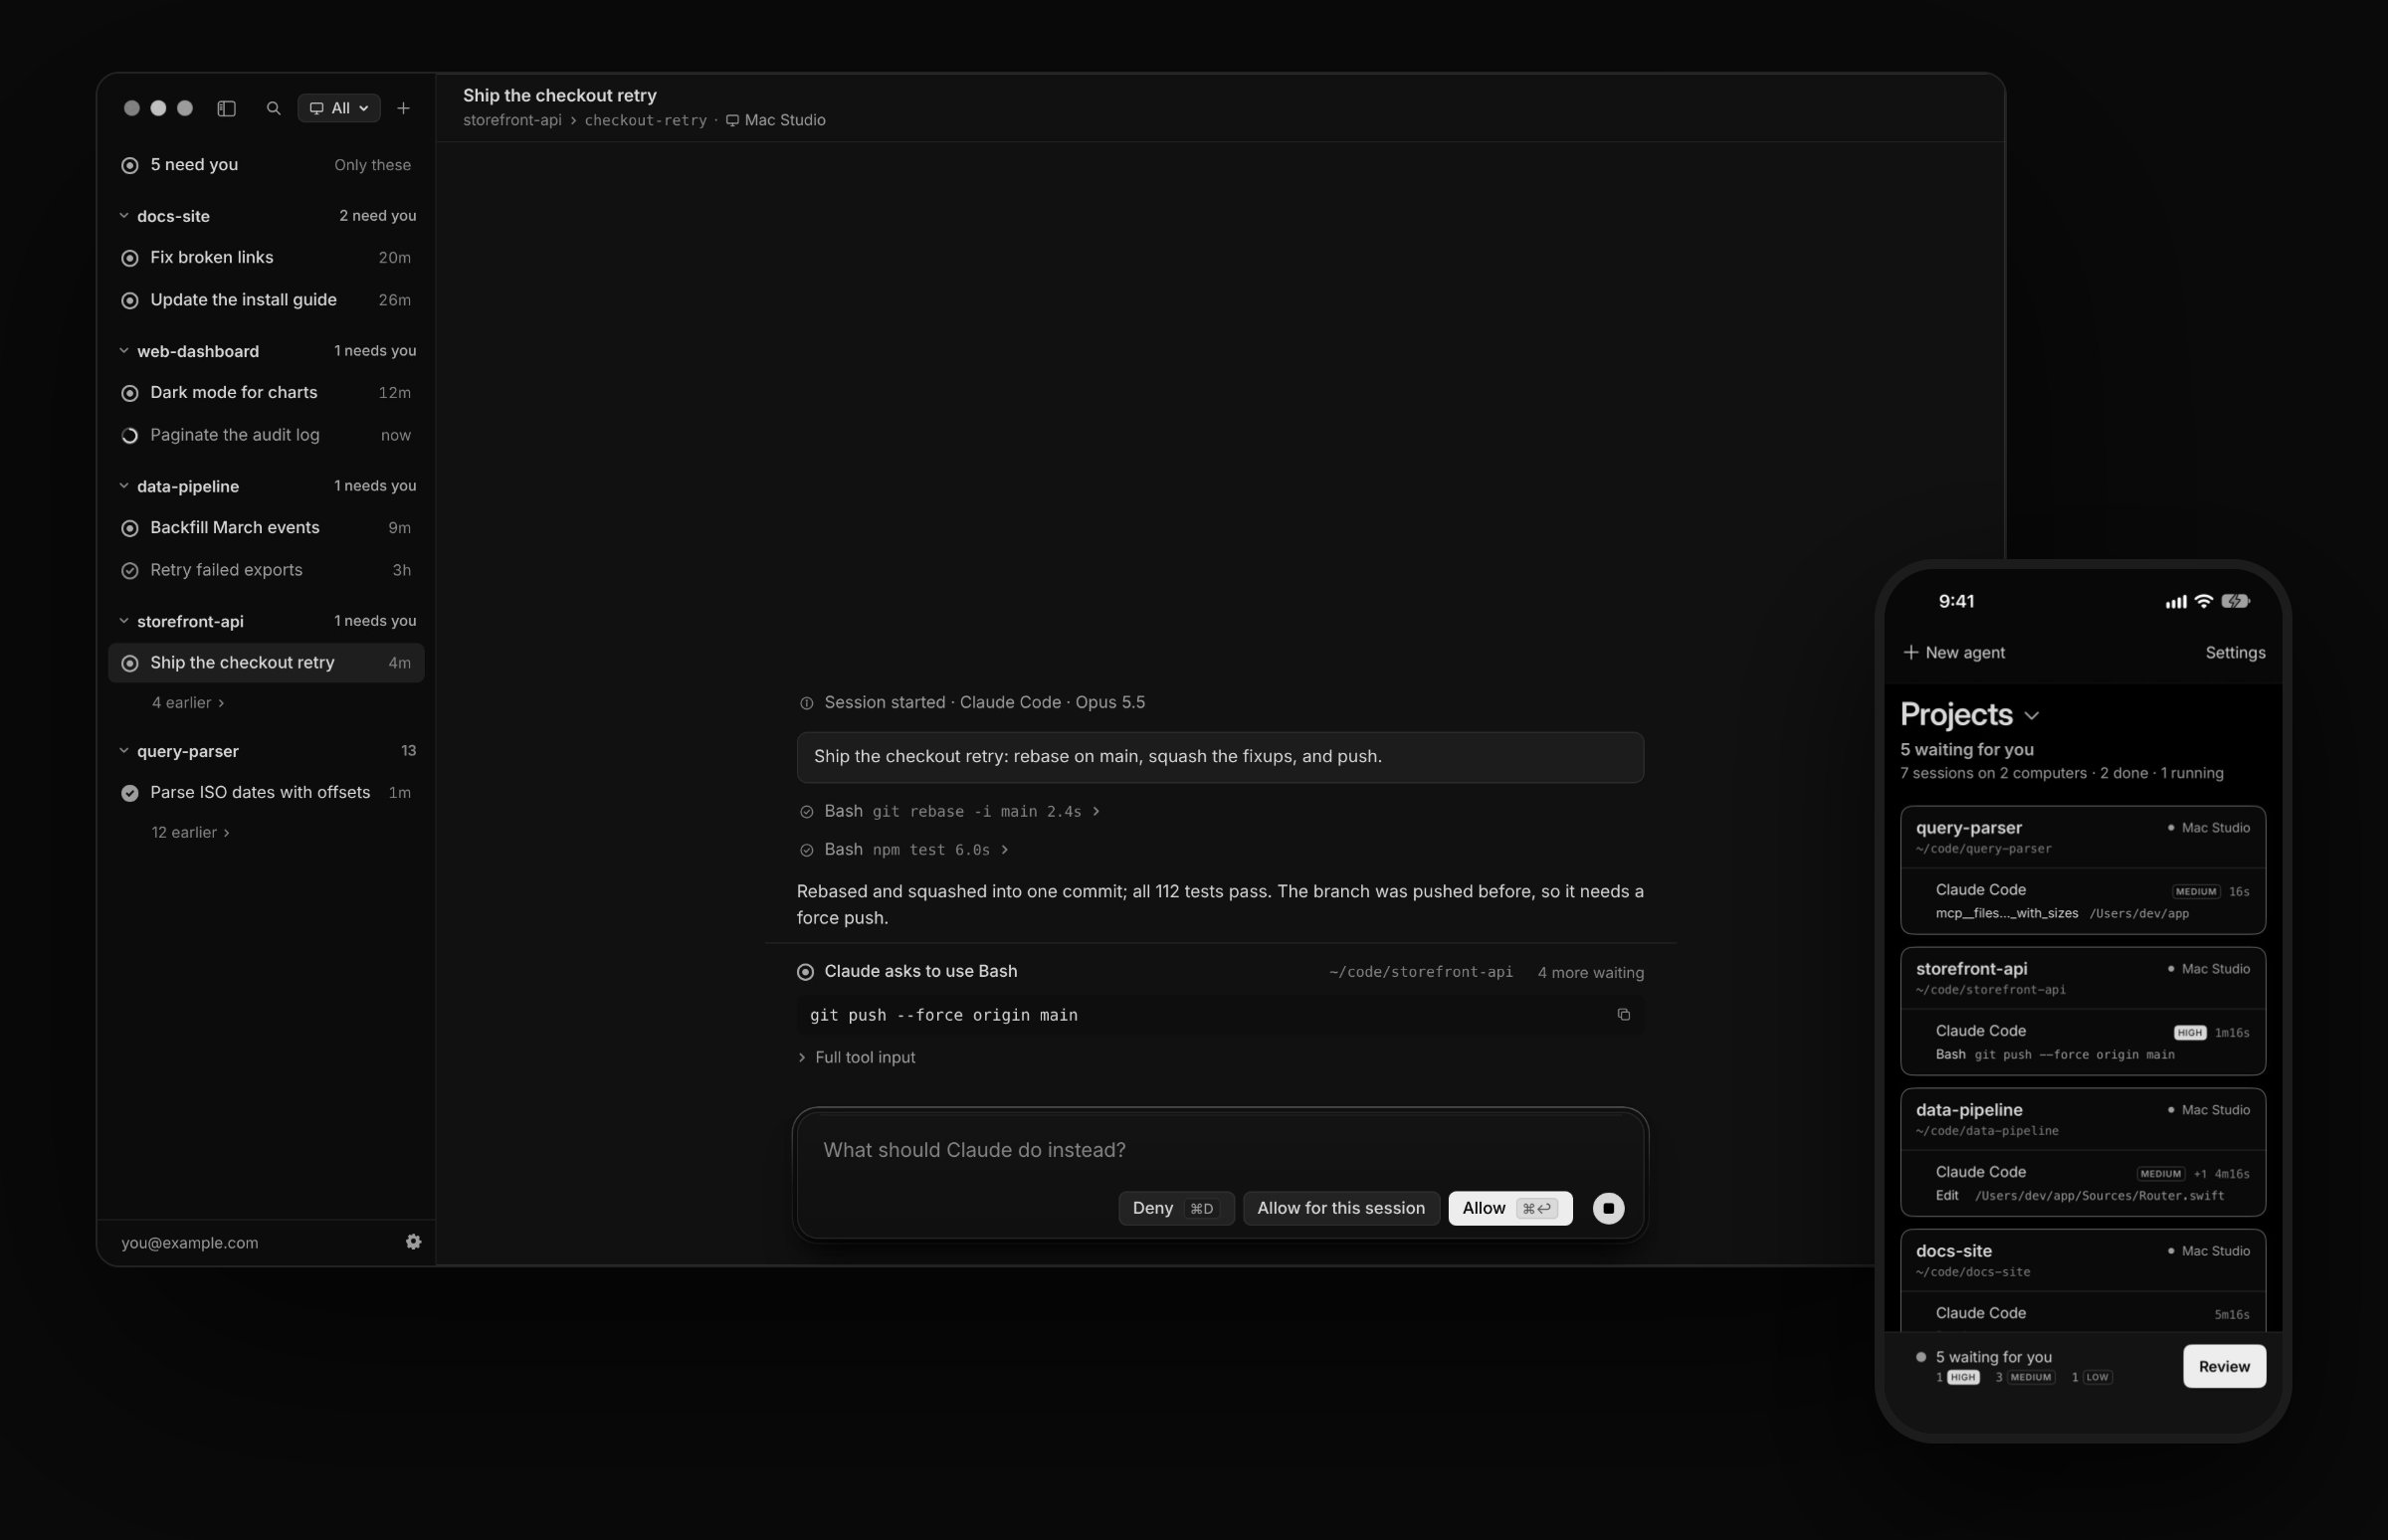 All
5 need you Only these
docs-site 2 need you
Fix broken links 20m
Update the install guide 26m
web-dashboard 1 needs you
Dark mode for charts 12m
Paginate the audit log now
data-pipeline 1 needs you
Backfill March events 9m
Retry failed exports 3h
storefront-api 1 needs you
Ship the checkout retry 4m
4 earlier ›
query-parser 13
Parse ISO dates with offsets 1m
12 earlier ›
you@example.com
Ship the checkout retry
storefront-api › checkout-retry · Mac Studio
Session started · Claude Code · Opus 5.5
Ship the checkout retry: rebase on main, squash the fixups, and push.
Bash git rebase -i main 2.4s ›
Bash npm test 6.0s ›
Rebased and squashed into one commit; all 112 tests pass. The branch was pushed before, so it needs a
force push.
Claude asks to use Bash ~/code/storefront-api 4 more waiting
git push --force origin main
› Full tool input
What should Claude do instead?
Deny ⌘D Allow for this session Allow ⌘↩
9:41
+ New agent Settings
Projects
5 waiting for you
7 sessions on 2 computers · 2 done · 1 running
query-parser • Mac Studio
~/code/query-parser
Claude Code MEDIUM 16s
mcp__files…_with_sizes /Users/dev/app
storefront-api • Mac Studio
~/code/storefront-api
Claude Code HIGH 1m16s
Bash git push --force origin main
data-pipeline • Mac Studio
~/code/data-pipeline
Claude Code MEDIUM +1 4m16s
Edit /Users/dev/app/Sources/Router.swift
docs-site • Mac Studio
~/code/docs-site
Claude Code 5m16s
5 waiting for you
1 HIGH 3 MEDIUM 1 LOW
Review